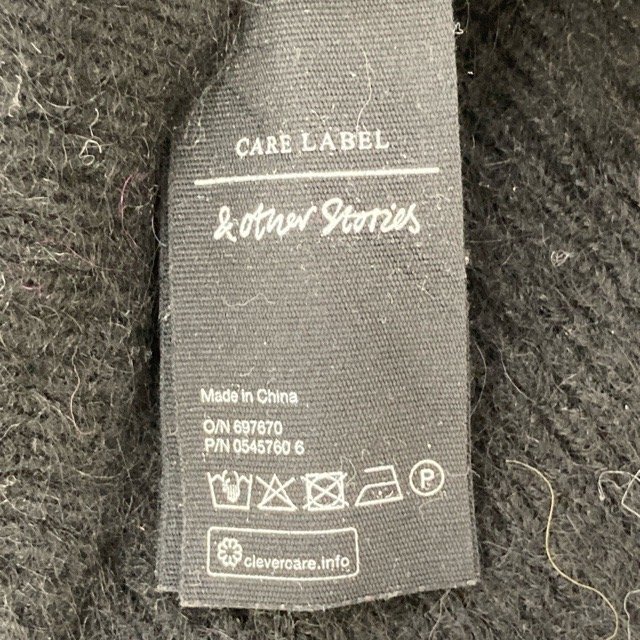 CARE LABEL
& other Stories
Made in China
O/N 697670
P/N 0545760 6
P
clevercare.info